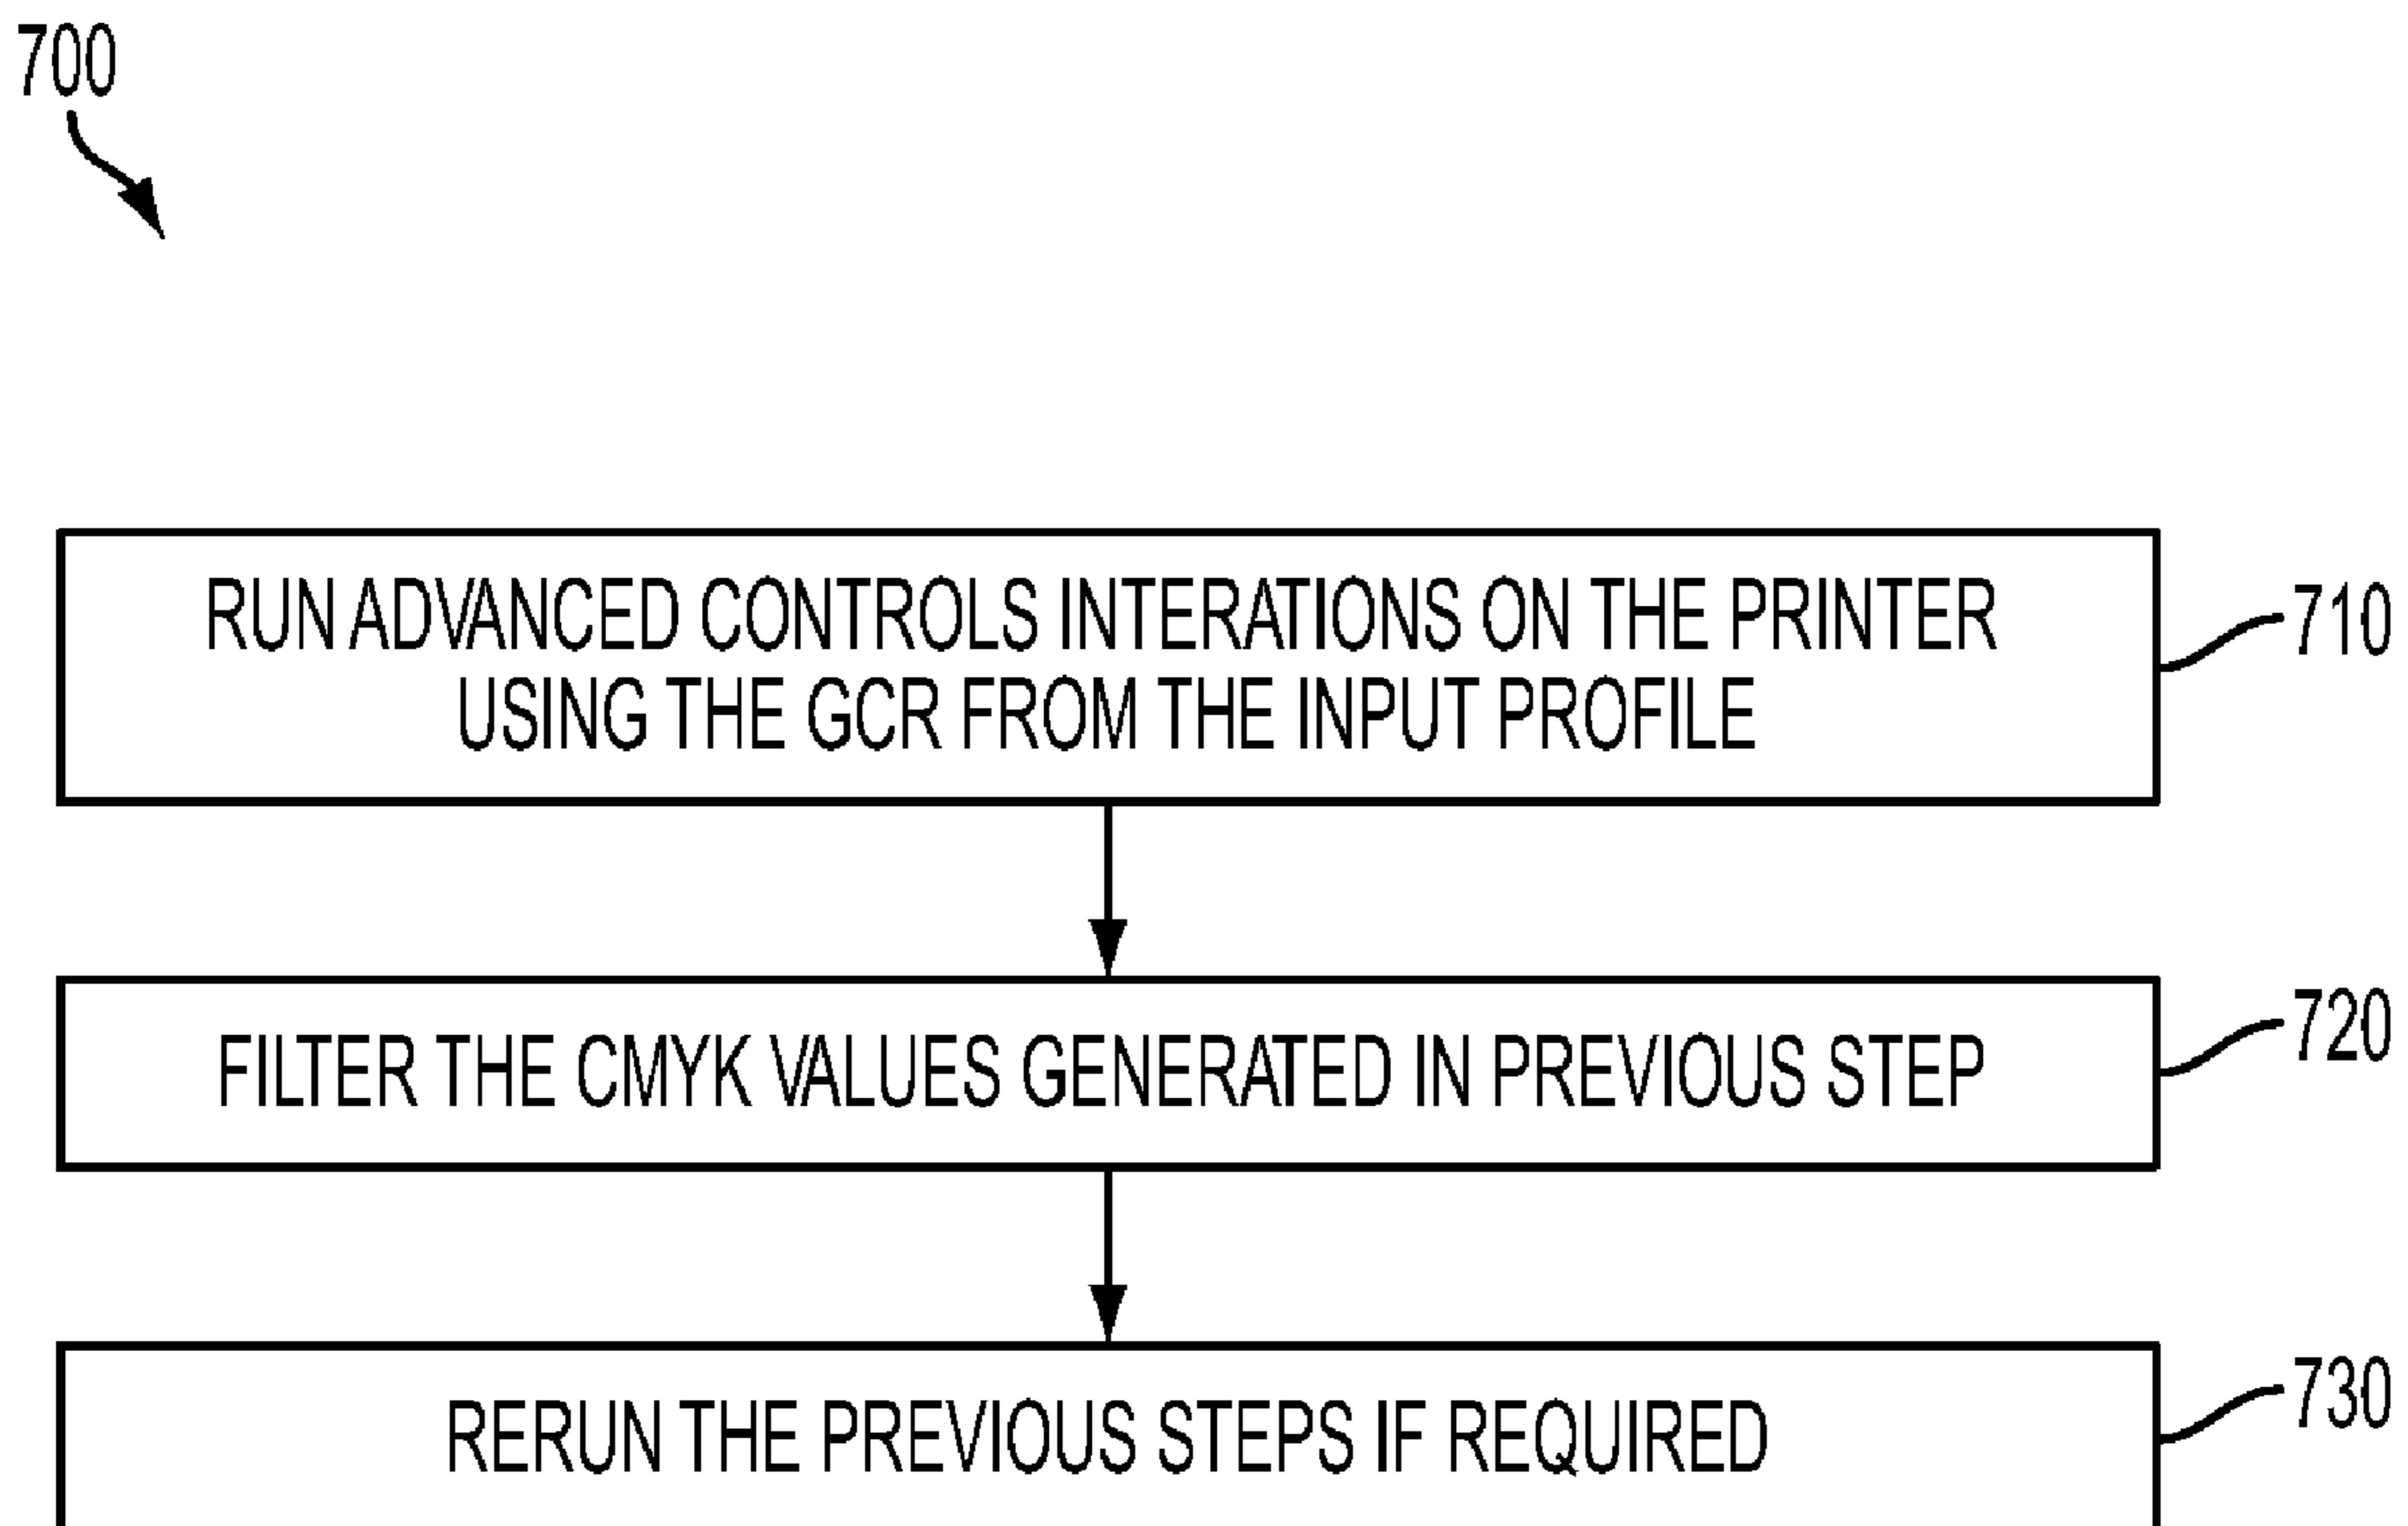 700
RUN ADVANCED CONTROLS INTERATIONS ON THE PRINTER
USING THE GCR FROM THE INPUT PROFILE
710
FILTER THE CMYK VALUES GENERATED IN PREVIOUS STEP
720
RERUN THE PREVIOUS STEPS IF REQUIRED
730